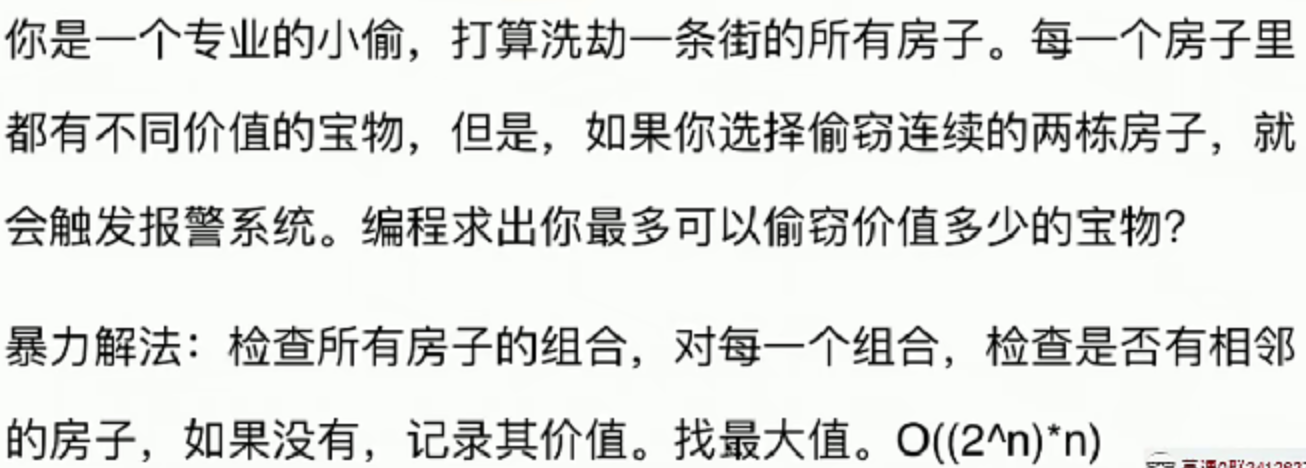 你是一个专业的小偷，打算洗劫一条街的所有房子。每一个房子里
都有不同价值的宝物，但是，如果你选择偷窃连续的两栋房子，就
会触发报警系统。编程求出你最多可以偷窃价值多少的宝物？
暴力解法：检查所有房子的组合，对每一个组合，检查是否有相邻
的房子，如果没有，记录其价值。找最大值。O((2^n)*n)